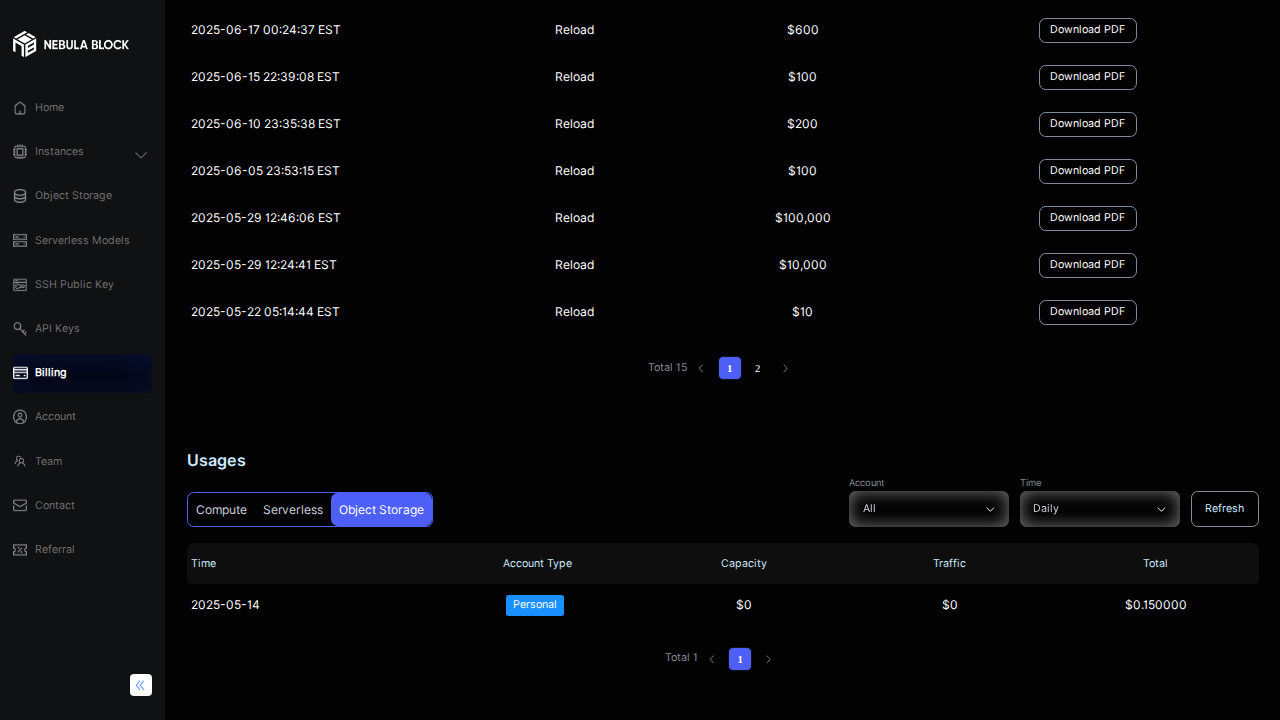 NEBULA BLOCK
Home
Instances
Object Storage
Serverless Models
SSH Public Key
API Keys
Billing
Account
Team
Contact
Referral
2025-06-17 00:24:37 EST Reload $600 Download PDF
2025-06-15 22:39:08 EST Reload $100 Download PDF
2025-06-10 23:35:38 EST Reload $200 Download PDF
2025-06-05 23:53:15 EST Reload $100 Download PDF
2025-05-29 12:46:06 EST Reload $100,000 Download PDF
2025-05-29 12:24:41 EST Reload $10,000 Download PDF
2025-05-22 05:14:44 EST Reload $10 Download PDF
Total 15 1 2
Usages
Account Time
Compute Serverless Object Storage All Daily Refresh
Time Account Type Capacity Traffic Total
2025-05-14 Personal $0 $0 $0.150000
Total 1 1